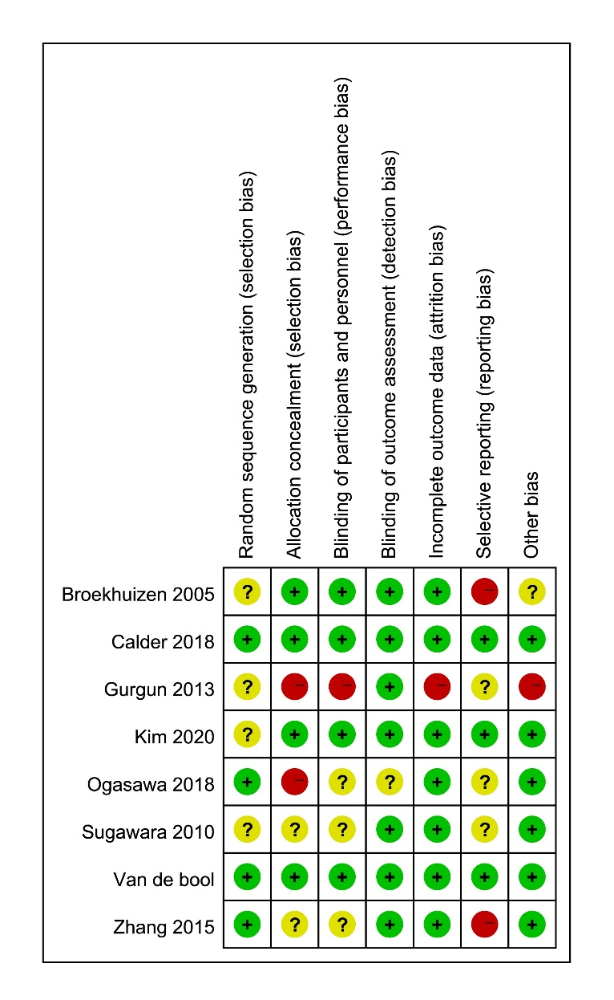 Random sequence generation (selection bias)
Allocation concealment (selection bias)
Blinding of participants and personnel (performance bias)
Blinding of outcome assessment (detection bias)
Incomplete outcome data (attrition bias)
Selective reporting (reporting bias)
Other bias
Broekhuizen 2005 ? + + + + – ?
Calder 2018 + + + + + + +
Gurgun 2013 ? – – + – ? –
Kim 2020 ? + + + + + +
Ogasawa 2018 + – ? ? + ? +
Sugawara 2010 ? ? ? + + ? +
Van de bool + + + + + + +
Zhang 2015 + ? ? + + – +